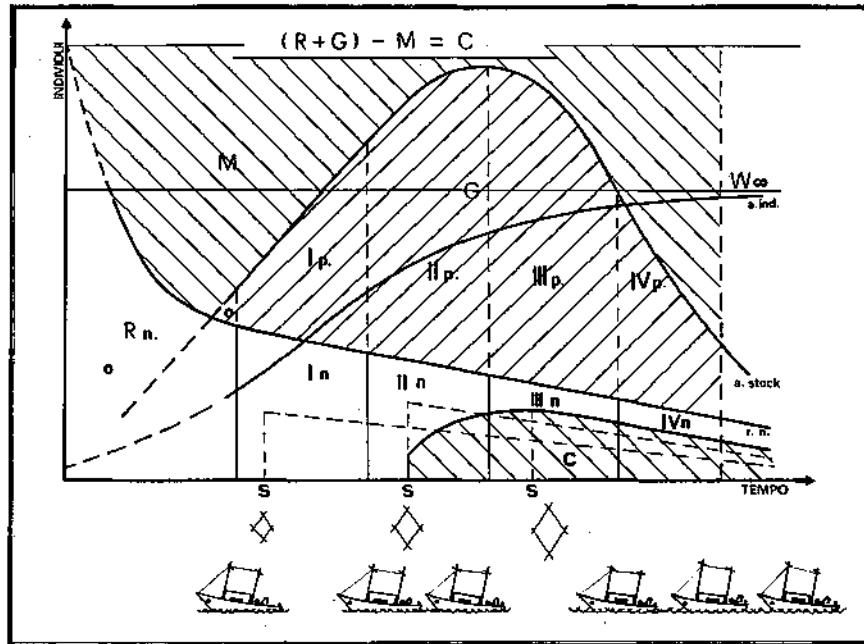 (R+G) - M = C
INDIVIDUI
M
W∞
G
a.ind.
I p.
II p.
III p.
IV p.
R n.
o
o
I n
II n
III n
IV n
a. stock
r. n.
C
S
S
S
TEMPO